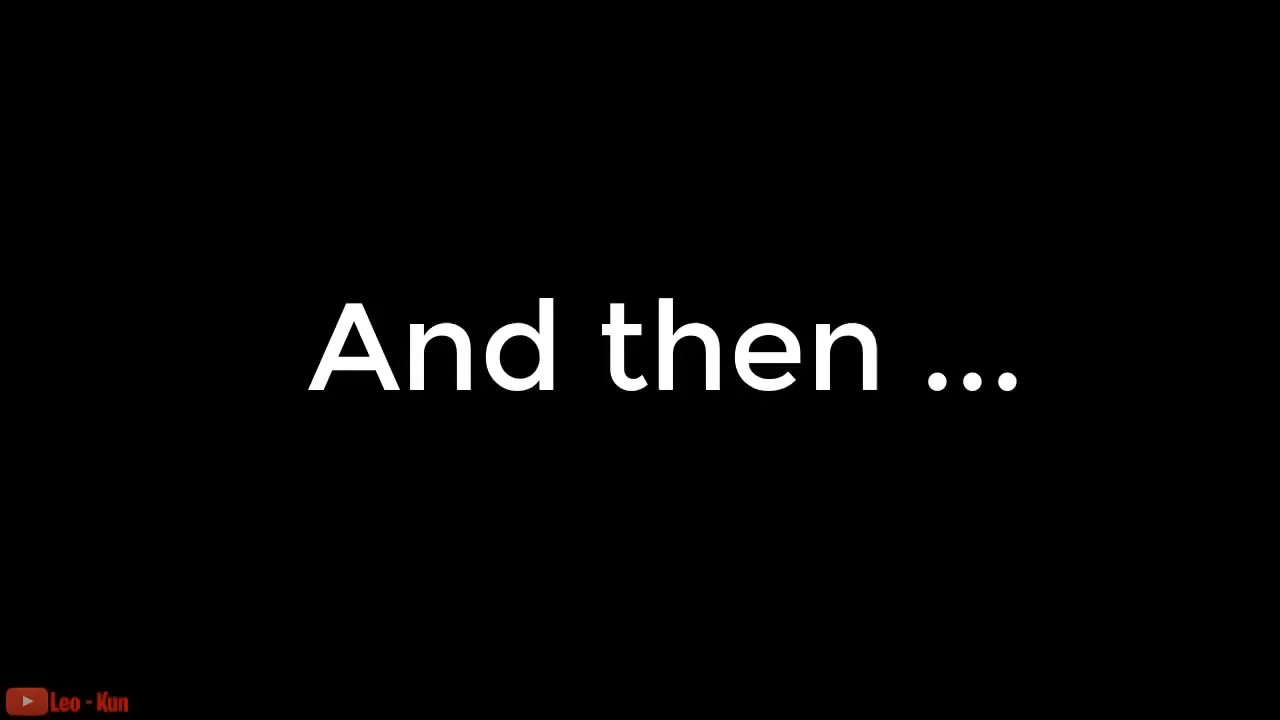 And then ...
Leo - Kun